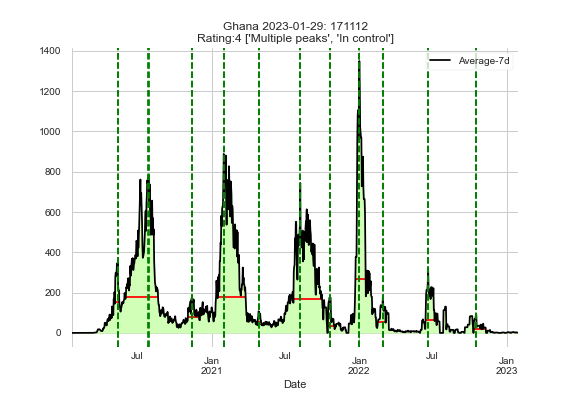 Ghana 2023-01-29: 171112
Rating:4 ['Multiple peaks', 'In control']
Average-7d
1400
1200
1000
800
600
400
200
0
Jul Jan Jul Jan Jul Jan
2021 2022 2023
Date